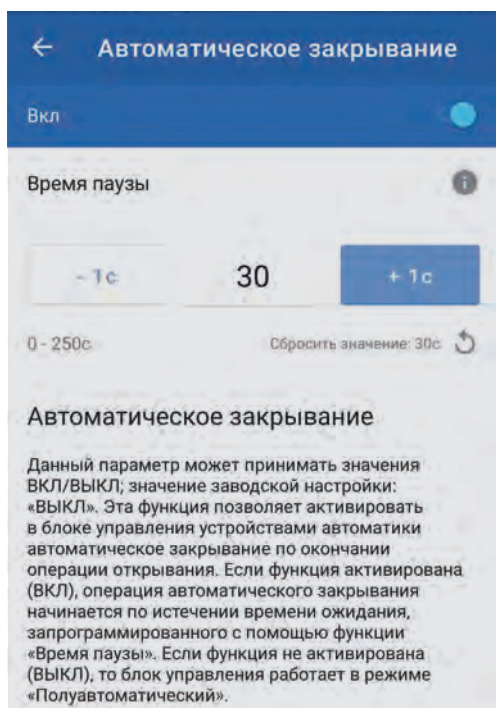 Автоматическое закрывание
Вкл
Время паузы
- 1с 30 + 1с
0 - 250с Сбросить значение: 30с
Автоматическое закрывание
Данный параметр может принимать значения
ВКЛ/ВЫКЛ; значение заводской настройки:
«ВЫКЛ». Эта функция позволяет активировать
в блоке управления устройствами автоматики
автоматическое закрывание по окончании
операции открывания. Если функция активирована
(ВКЛ), операция автоматического закрывания
начинается по истечении времени ожидания,
запрограммированного с помощью функции
«Время паузы». Если функция не активирована
(ВЫКЛ), то блок управления работает в режиме
«Полуавтоматический».